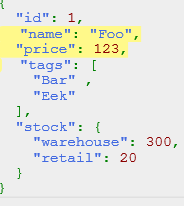 {
  "id": 1,
  "name": "Foo",
  "price": 123,
  "tags": [
    "Bar" ,
    "Eek"
  ],
  "stock": {
    "warehouse": 300,
    "retail": 20
  }
}